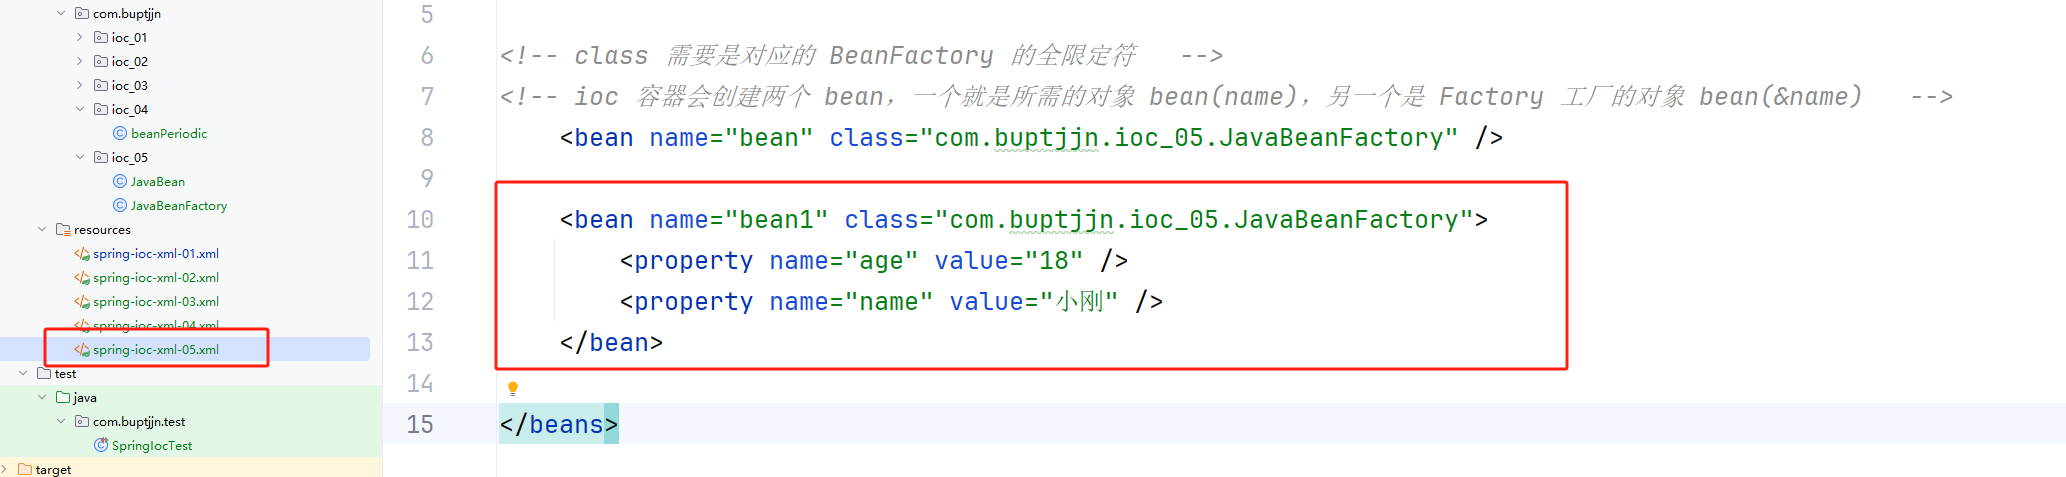 com.buptjjn
ioc_01
ioc_02
ioc_03
ioc_04
beanPeriodic
ioc_05
JavaBean
JavaBeanFactory
resources
spring-ioc-xml-01.xml
spring-ioc-xml-02.xml
spring-ioc-xml-03.xml
spring-ioc-xml-04.xml
spring-ioc-xml-05.xml
test
java
com.buptjjn.test
SpringIocTest
target
5
6 <!-- class 需要是对应的 BeanFactory 的全限定符 -->
7 <!-- ioc 容器会创建两个 bean，一个就是所需的对象 bean(name)，另一个是 Factory 工厂的对象 bean(&name) -->
8 <bean name="bean" class="com.buptjjn.ioc_05.JavaBeanFactory" />
9
10 <bean name="bean1" class="com.buptjjn.ioc_05.JavaBeanFactory">
11 <property name="age" value="18" />
12 <property name="name" value="小刚" />
13 </bean>
14
15 </beans>